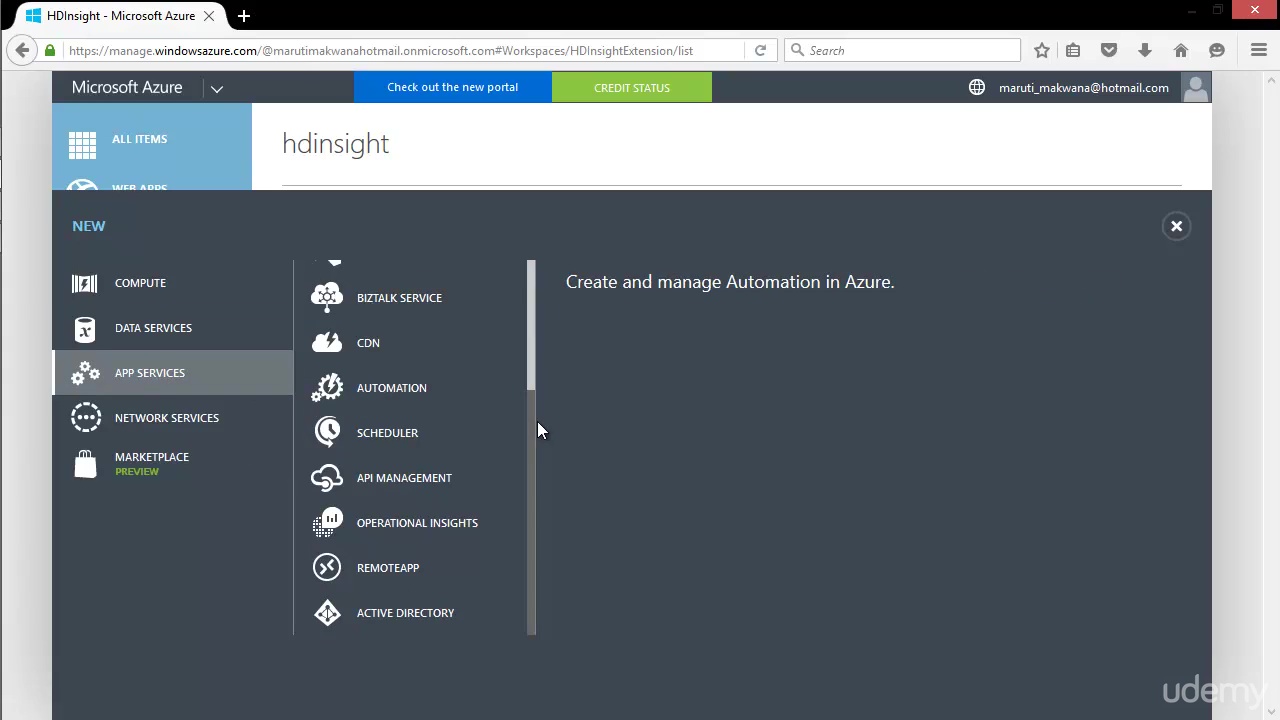 HDInsight - Microsoft Azure
https://manage.windowsazure.com/@marutimakwanahotmail.onmicrosoft.com#Workspaces/HDInsightExtension/list
Search
Microsoft Azure
Check out the new portal
CREDIT STATUS
maruti_makwana@hotmail.com
ALL ITEMS
WEB APPS
hdinsight
NEW
COMPUTE
DATA SERVICES
APP SERVICES
NETWORK SERVICES
MARKETPLACE
PREVIEW
BIZTALK SERVICE
CDN
AUTOMATION
SCHEDULER
API MANAGEMENT
OPERATIONAL INSIGHTS
REMOTEAPP
ACTIVE DIRECTORY
Create and manage Automation in Azure.
udemy